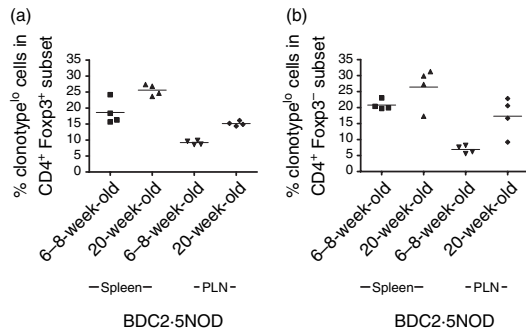 (a)
% clonotypelo cells in
CD4+ Foxp3+ subset
35
30
25
20
15
10
5
0
6–8-week-old
20-week-old
6–8-week-old
20-week-old
Spleen
PLN
BDC2·5NOD
(b)
% clonotypelo cells in
CD4+ Foxp3− subset
35
30
25
20
15
10
5
0
6–8-week-old
20-week-old
6–8-week-old
20-week-old
Spleen
PLN
BDC2·5NOD